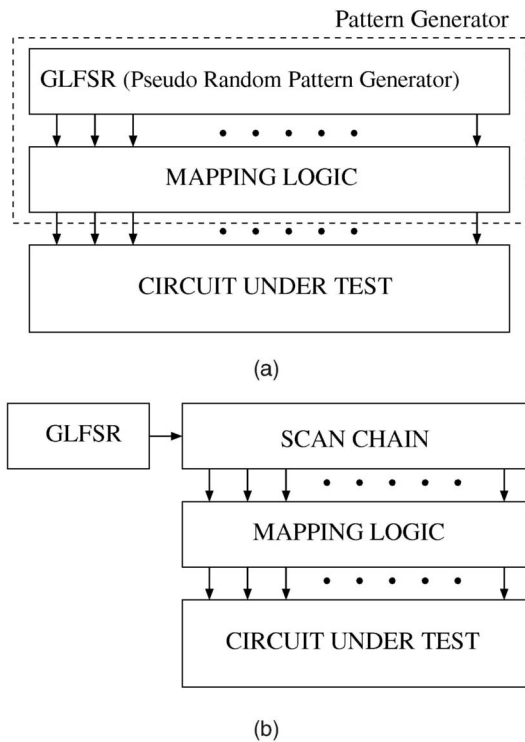 Pattern Generator
GLFSR (Pseudo Random Pattern Generator)
MAPPING LOGIC
CIRCUIT UNDER TEST
(a)
GLFSR
SCAN CHAIN
MAPPING LOGIC
CIRCUIT UNDER TEST
(b)